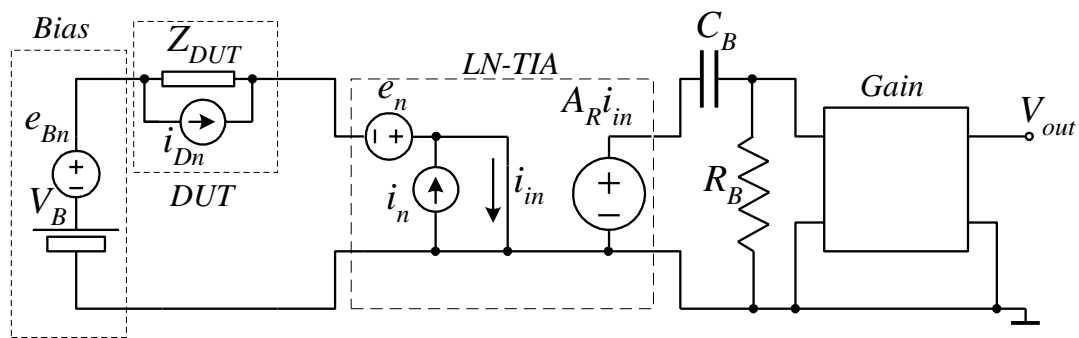 Bias
Z_DUT
C_B
LN-TIA
e_n
A_R i_in
Gain
V_out
e_Bn
i_Dn
+
−
− +
V_B
DUT
i_n
i_in
+
−
R_B